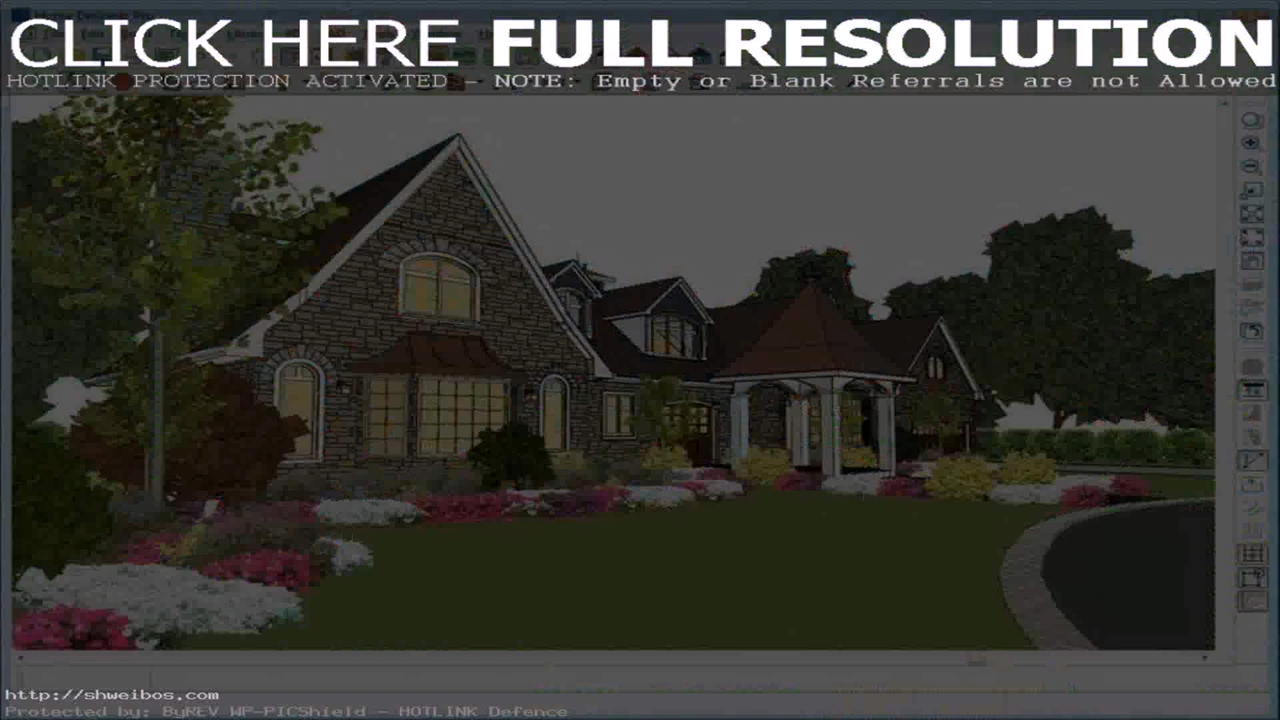 CLICK HERE FULL RESOLUTION
HOTLINK PROTECTION ACTIVATED - NOTE: Empty or Blank Referrals are not Allowed
http://shweibos.com
Protected by: ByREV WP-PICShield - HOTLINK Defence